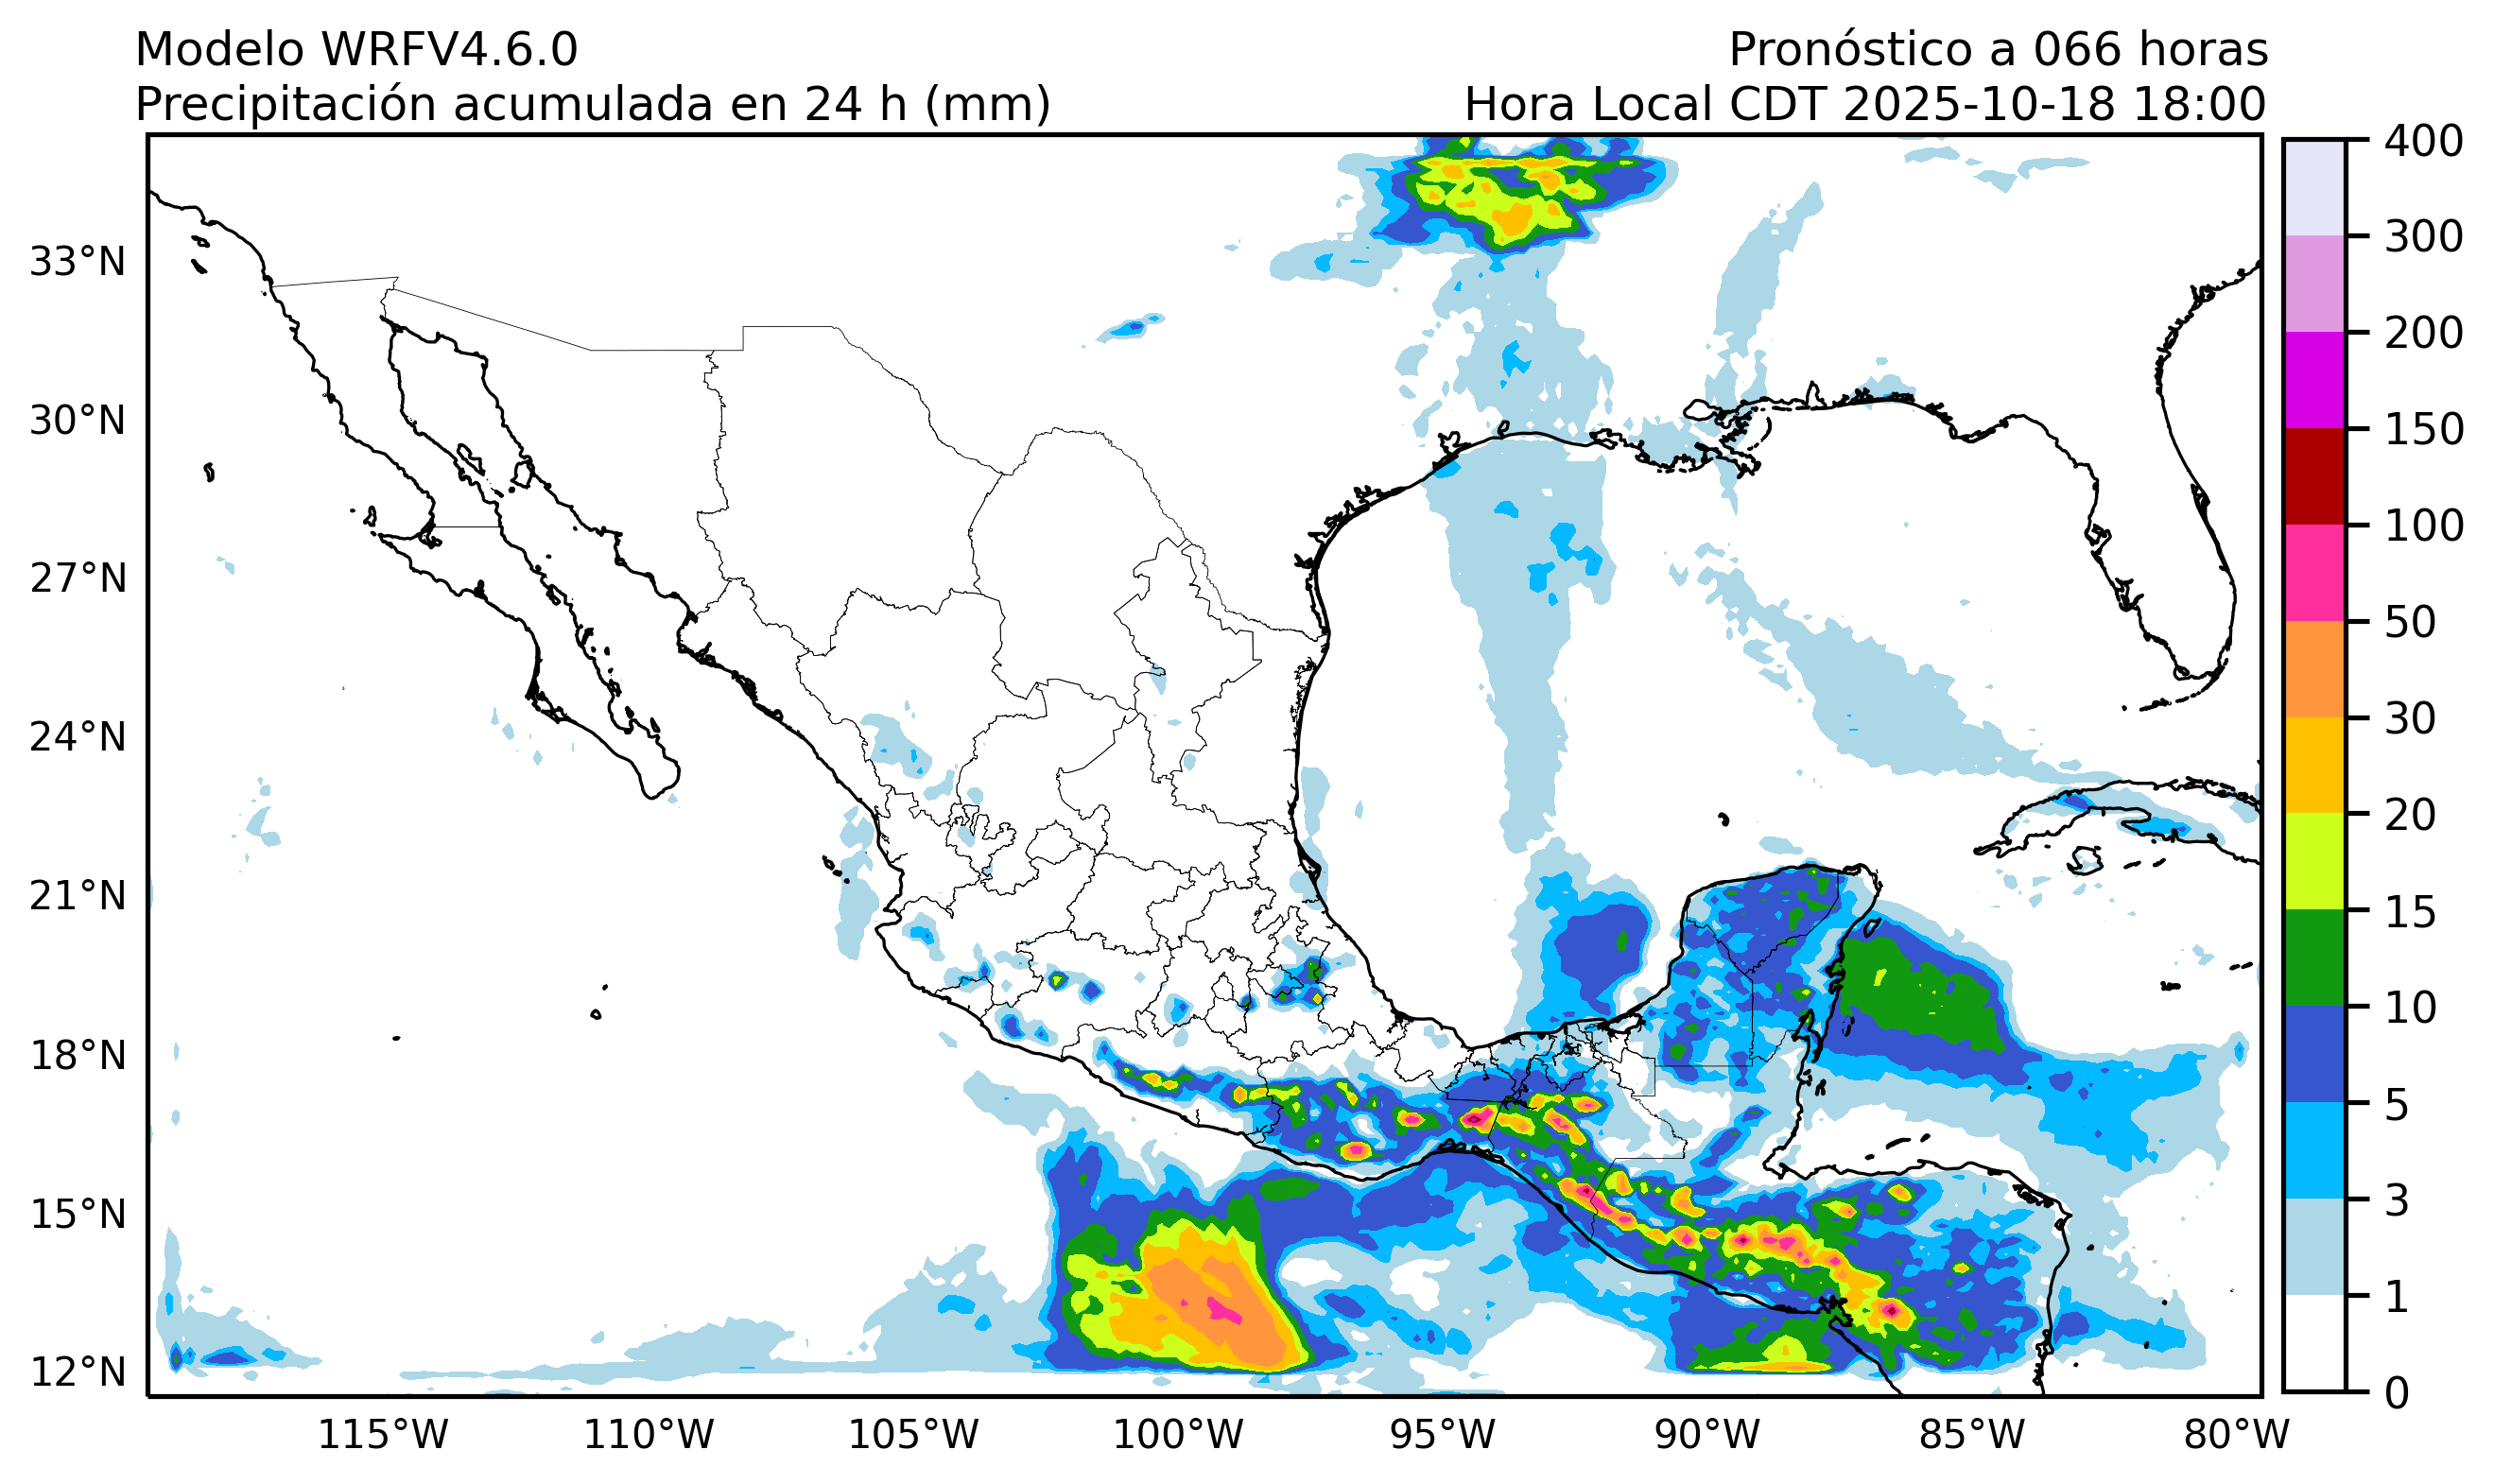 Modelo WRFV4.6.0
Pronóstico a 066 horas
Precipitación acumulada en 24 h (mm)
Hora Local CDT 2025-10-18 18:00
400
300
200
150
100
50
30
20
15
10
5
3
1
0
33°N
30°N
27°N
24°N
21°N
18°N
15°N
12°N
115°W
110°W
105°W
100°W
95°W
90°W
85°W
80°W